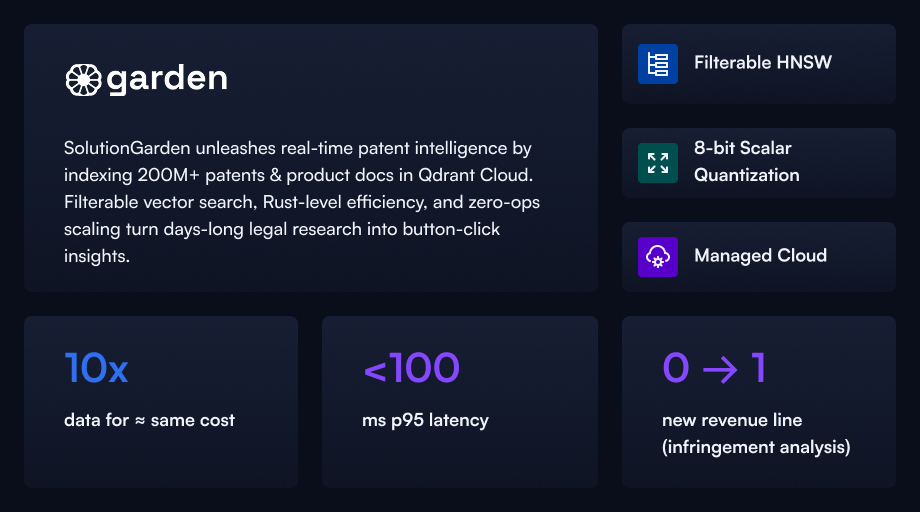 garden
SolutionGarden unleashes real-time patent intelligence by
indexing 200M+ patents & product docs in Qdrant Cloud.
Filterable vector search, Rust-level efficiency, and zero-ops
scaling turn days-long legal research into button-click
insights.
Filterable HNSW
8-bit Scalar
Quantization
Managed Cloud
10x
data for ≈ same cost
<100
ms p95 latency
0 → 1
new revenue line
(infringement analysis)